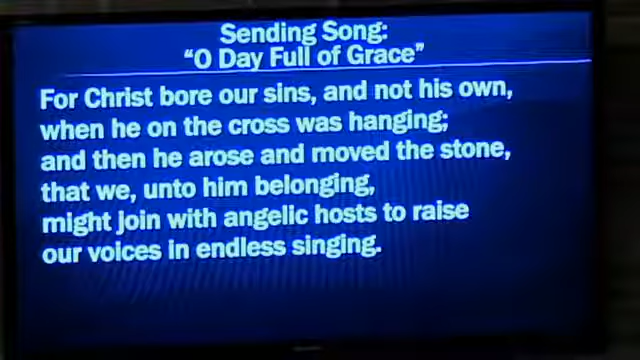 Sending Song:
“O Day Full of Grace”
For Christ bore our sins, and not his own,
when he on the cross was hanging;
and then he arose and moved the stone,
that we, unto him belonging,
might join with angelic hosts to raise
our voices in endless singing.